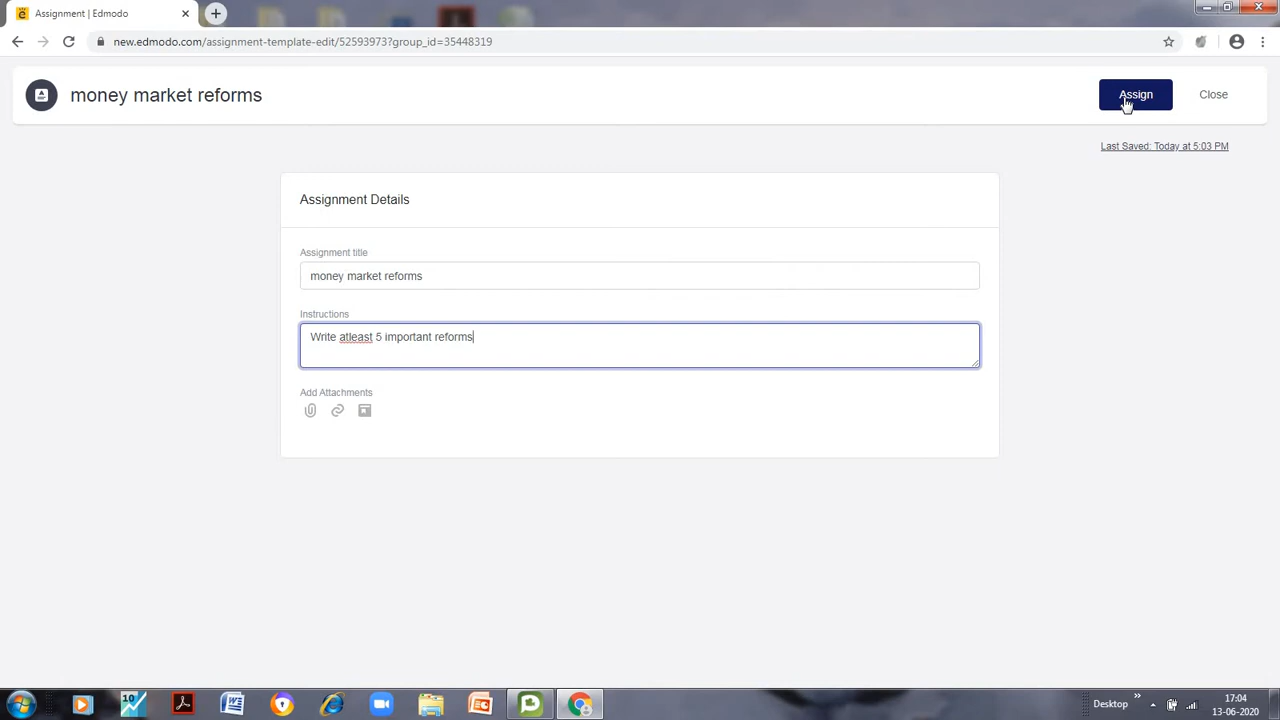 Assignment | Edmodo
new.edmodo.com/assignment-template-edit/52593973?group_id=35448319
money market reforms
Assign
Close
Last Saved: Today at 5:03 PM
Assignment Details
Assignment title
money market reforms
Instructions
Write atleast 5 important reforms
Add Attachments
Desktop
17:04
13-06-2020